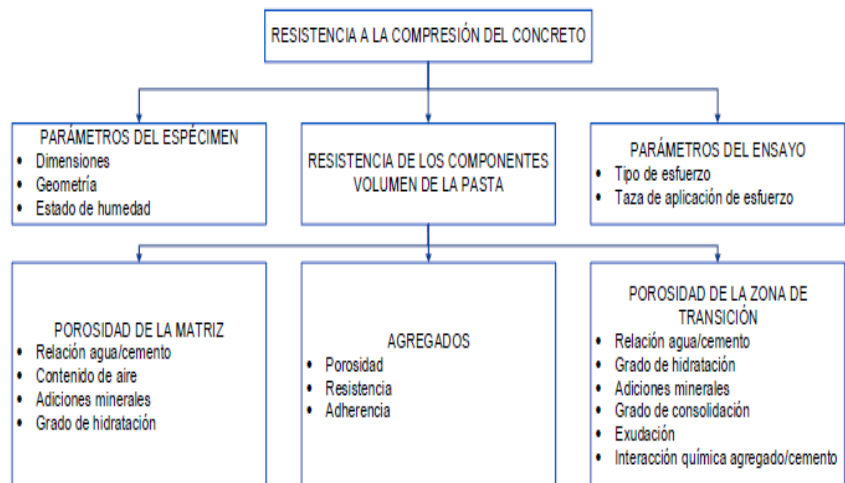 RESISTENCIA A LA COMPRESIÓN DEL CONCRETO
PARÁMETROS DEL ESPÉCIMEN
• Dimensiones
• Geometría
• Estado de humedad
RESISTENCIA DE LOS COMPONENTES
VOLUMEN DE LA PASTA
PARÁMETROS DEL ENSAYO
• Tipo de esfuerzo
• Taza de aplicación de esfuerzo
POROSIDAD DE LA MATRIZ
• Relación agua/cemento
• Contenido de aire
• Adiciones minerales
• Grado de hidratación
AGREGADOS
• Porosidad
• Resistencia
• Adherencia
POROSIDAD DE LA ZONA DE
TRANSICIÓN
• Relación agua/cemento
• Grado de hidratación
• Adiciones minerales
• Grado de consolidación
• Exudación
• Interacción química agregado/cemento